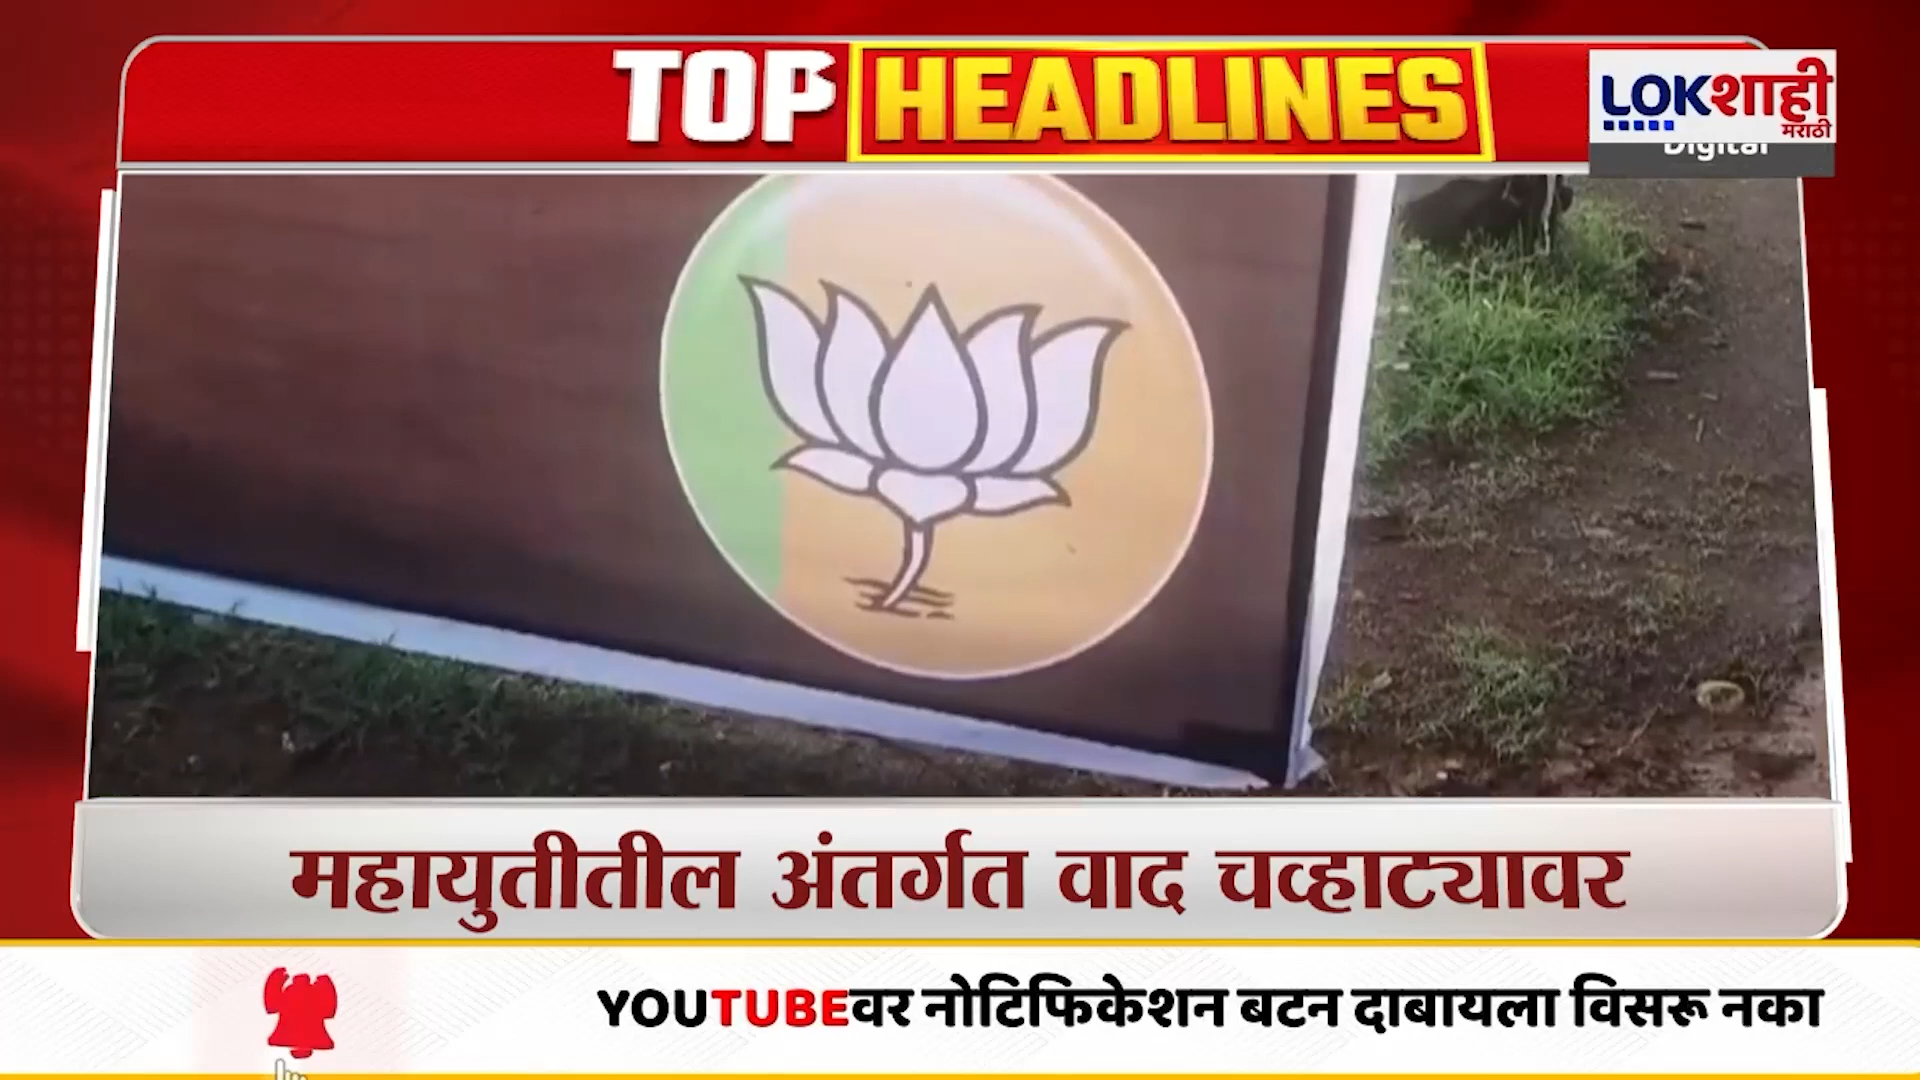 TOP HEADLINES
LOKशाही
मराठी
Digital
महायुतीतील अंतर्गत वाद चव्हाट्यावर
YOUTUBEवर नोटिफिकेशन बटन दाबायला विसरू नका